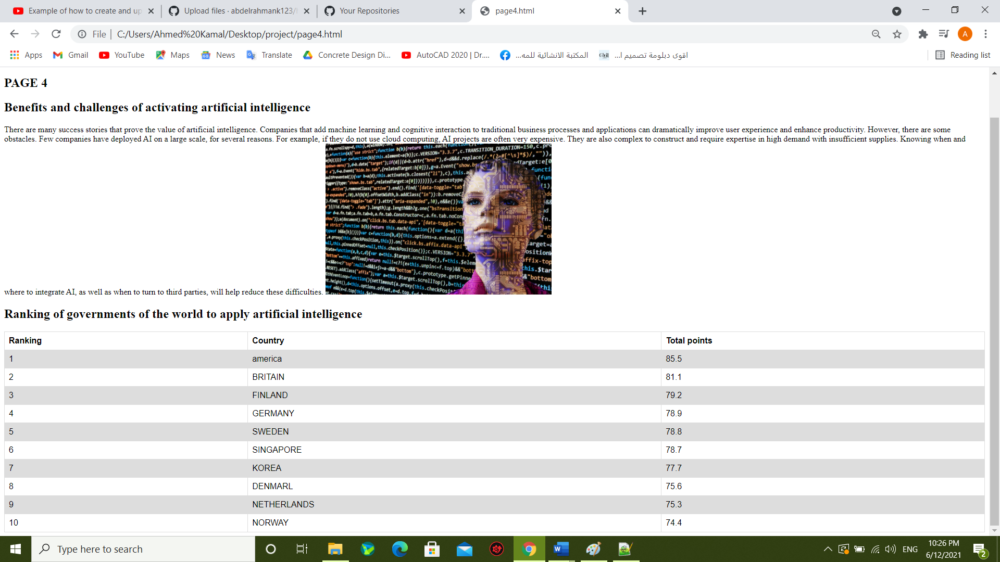 Example of how to create and up
Upload files · abdelrahmank123/
Your Repositories
page4.html
File
C:/Users/Ahmed%20Kamal/Desktop/project/page4.html
A
Apps
Gmail
YouTube
Maps
News
Translate
Concrete Design Di...
AutoCAD 2020 | Dr....
المكتبة الانشائية للمه...
اقوى دبلومة تصميم ا...
Reading list
PAGE 4
Benefits and challenges of activating artificial intelligence
There are many success stories that prove the value of artificial intelligence. Companies that add machine learning and cognitive interaction to traditional business processes and applications can dramatically improve user experience and enhance productivity. However, there are some
obstacles. Few companies have deployed AI on a large scale, for several reasons. For example, if they do not use cloud computing, AI projects are often very expensive. They are also complex to construct and require expertise in high demand with insufficient supplies. Knowing when and
where to integrate AI, as well as when to turn to third parties, will help reduce these difficulties.
Ranking of governments of the world to apply artificial intelligence
Ranking Country Total points
1 america 85.5
2 BRITAIN 81.1
3 FINLAND 79.2
4 GERMANY 78.9
5 SWEDEN 78.8
6 SINGAPORE 78.7
7 KOREA 77.7
8 DENMARL 75.6
9 NETHERLANDS 75.3
10 NORWAY 74.4
Type here to search
ENG
10:26 PM
6/12/2021
2